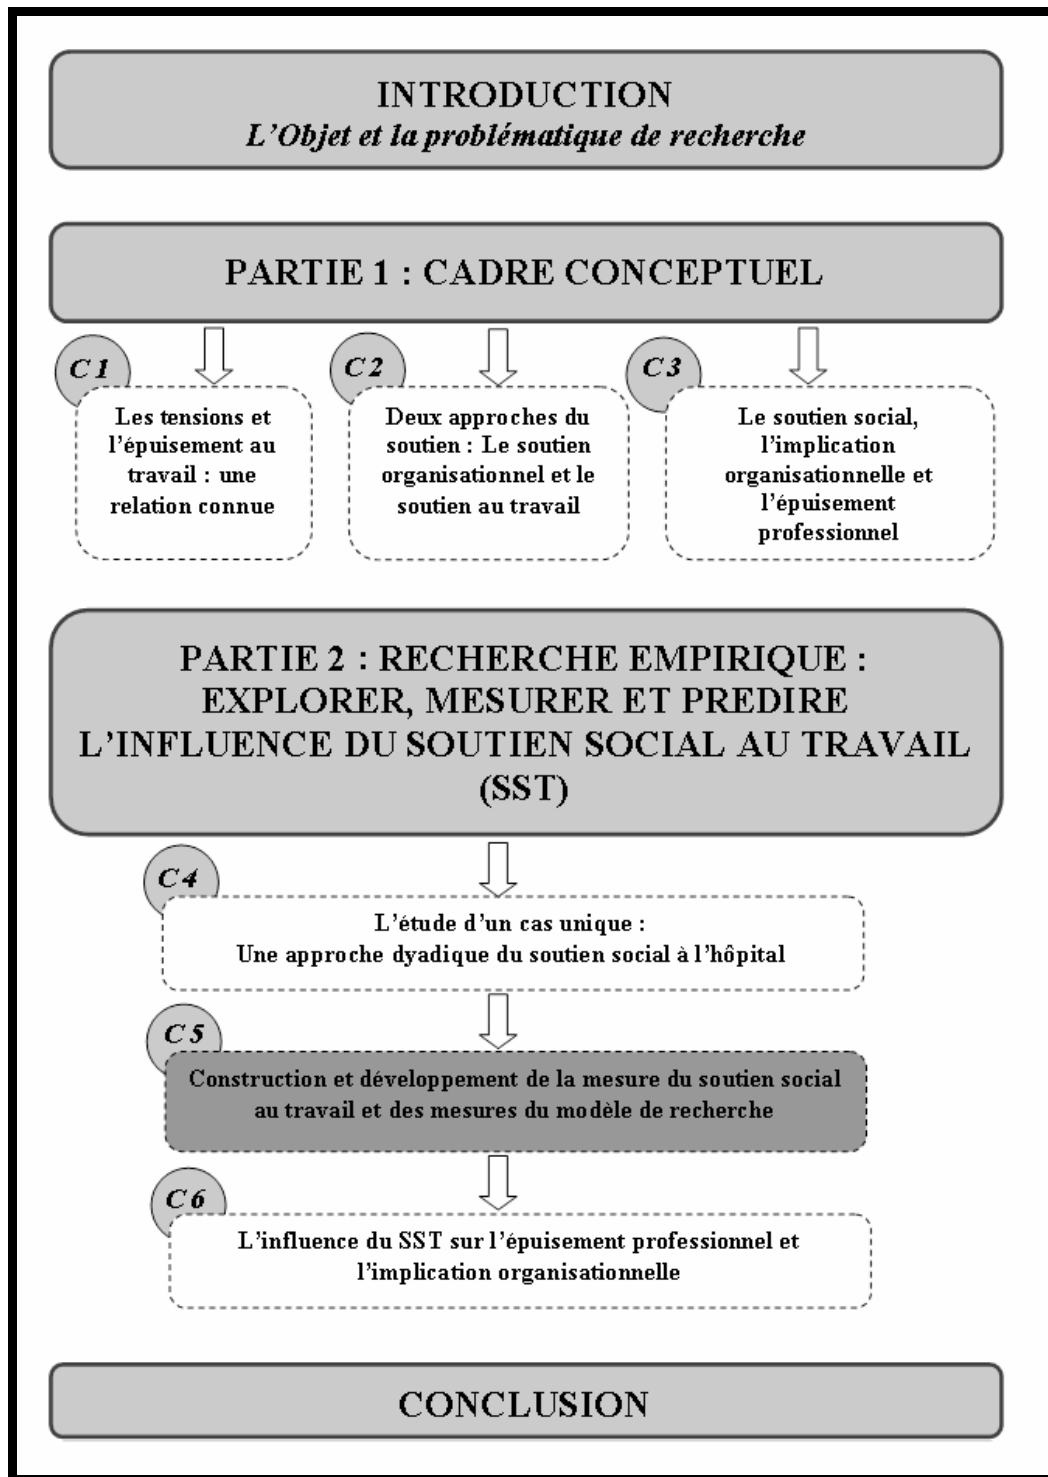 INTRODUCTION
L'Objet et la problématique de recherche
PARTIE 1 : CADRE CONCEPTUEL
C1
Les tensions et
l'épuisement au
travail : une
relation connue
C2
Deux approches du
soutien : Le soutien
organisationnel et le
soutien au travail
C3
Le soutien social,
l'implication
organisationnelle et
l'épuisement
professionnel
PARTIE 2 : RECHERCHE EMPIRIQUE :
EXPLORER, MESURER ET PREDIRE
L'INFLUENCE DU SOUTIEN SOCIAL AU TRAVAIL
(SST)
C4
L'étude d'un cas unique :
Une approche dyadique du soutien social à l'hôpital
C5
Construction et développement de la mesure du soutien social
au travail et des mesures du modèle de recherche
C6
L'influence du SST sur l'épuisement professionnel et
l'implication organisationnelle
CONCLUSION